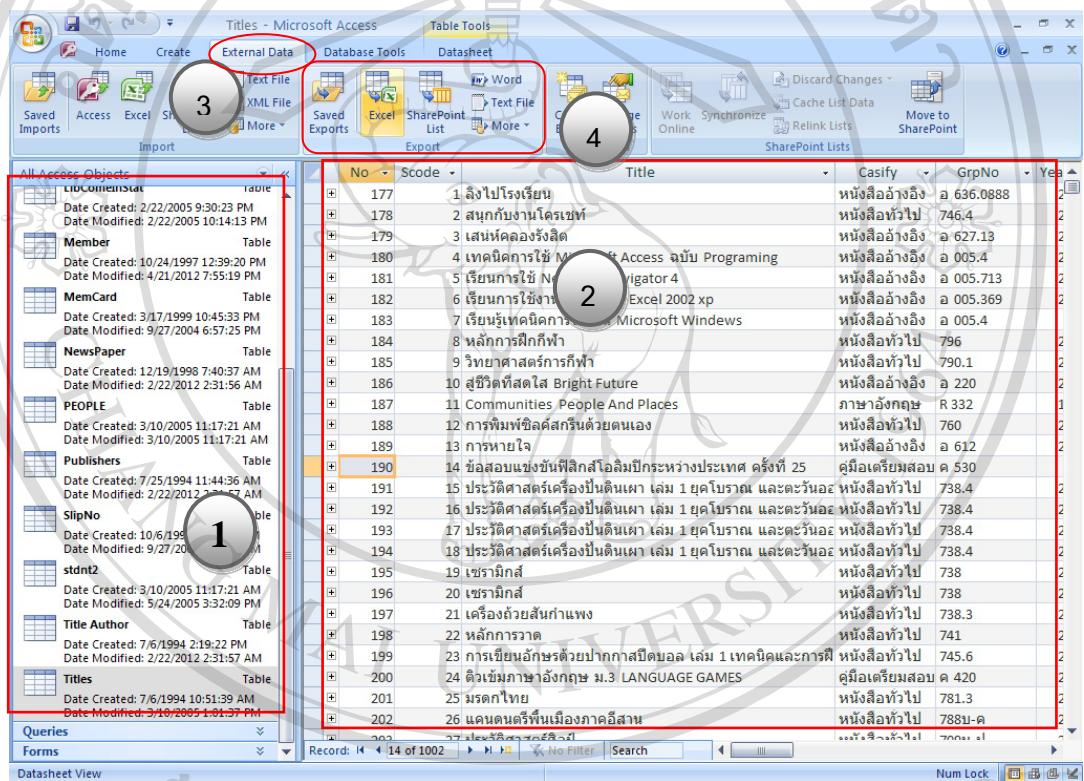 Titles - Microsoft Access
Table Tools
Home Create External Data Database Tools Datasheet
Saved Imports
Access
Excel
Text File
XML File
More
Import
3
Saved Exports
Excel
SharePoint List
Word
Text File
More
Export
4
Work Online
Synchronize
Discard Changes
Cache List Data
Relink Lists
Move to SharePoint
SharePoint Lists
All Access Objects
LibComeinStat Table
Date Created: 2/22/2005 9:30:23 PM
Date Modified: 2/22/2005 10:14:13 PM
Member Table
Date Created: 10/24/1997 12:39:20 PM
Date Modified: 4/21/2012 7:55:19 PM
MemCard Table
Date Created: 3/17/1999 10:45:33 PM
Date Modified: 9/27/2004 6:57:25 PM
NewsPaper Table
Date Created: 12/19/1998 7:40:37 AM
Date Modified: 2/22/2012 2:31:56 AM
PEOPLE Table
Date Created: 3/10/2005 11:17:21 AM
Date Modified: 3/10/2005 11:17:21 AM
Publishers Table
Date Created: 7/25/1994 11:44:36 AM
Date Modified: 2/22/2012 2:31:57 AM
SlipNo
Date Created:
Date Modified:
1
stdnt2 Table
Date Created: 3/10/2005 11:17:21 AM
Date Modified: 5/24/2005 3:32:09 PM
Title Author Table
Date Created: 7/6/1994 2:19:22 PM
Date Modified: 2/22/2012 2:31:57 AM
Titles Table
Date Created: 7/6/1994 10:51:39 AM
Date Modified: 3/10/2005 1:01:37 PM
Queries
Forms
No Scode Title Casify GrpNo Yea
177 1 ลิงไปโรงเรียน หนังสืออ้างอิง อ 636.0888
178 2 สนุกกับงานโครเชท์ หนังสือทั่วไป 746.4
179 3 เสน่ห์คลองรังสิต หนังสืออ้างอิง อ 627.13
180 4 เทคนิคการใช้ Access ฉบับ Programing หนังสืออ้างอิง อ 005.4
181 5 เรียนการใช้ 4 หนังสืออ้างอิง อ 005.713
182 6 เรียนการใช้งาน Excel 2002 xp หนังสืออ้างอิง อ 005.369
183 7 เรียนรู้เทคนิคการ Microsoft Windows หนังสืออ้างอิง อ 005.4
2
184 8 หลักการฝึกกีฬา หนังสือทั่วไป 796
185 9 วิทยาศาสตร์การกีฬา หนังสือทั่วไป 790.1
186 10 สู่ชีวิตที่สดใส Bright Future หนังสืออ้างอิง อ 220
187 11 Communities People And Places ภาษาอังกฤษ R 332
188 12 การพิมพ์ซิลค์สกรีนด้วยตนเอง หนังสือทั่วไป 760
189 13 การหายใจ หนังสืออ้างอิง อ 612
190 14 ข้อสอบแข่งขันฟิสิกส์โอลิมปิกระหว่างประเทศ ครั้งที่ 25 คู่มือเตรียมสอบ ค 530
191 15 ประวัติศาสตร์เครื่องปั้นดินเผา เล่ม 1 ยุคโบราณ และตะวันออ หนังสือทั่วไป 738.4
192 16 ประวัติศาสตร์เครื่องปั้นดินเผา เล่ม 1 ยุคโบราณ และตะวันออ หนังสือทั่วไป 738.4
193 17 ประวัติศาสตร์เครื่องปั้นดินเผา เล่ม 1 ยุคโบราณ และตะวันออ หนังสือทั่วไป 738.4
194 18 ประวัติศาสตร์เครื่องปั้นดินเผา เล่ม 1 ยุคโบราณ และตะวันออ หนังสือทั่วไป 738.4
195 19 เซรามิกส์ หนังสือทั่วไป 738
196 20 เซรามิกส์ หนังสือทั่วไป 738
197 21 เครื่องถ้วยสันกำแพง หนังสือทั่วไป 738.3
198 22 หลักการวาด หนังสือทั่วไป 741
199 23 การเขียนอักษรด้วยปากกาสปีดบอล เล่ม 1 เทคนิคและการฝึ หนังสือทั่วไป 745.6
200 24 ติวเข้มภาษาอังกฤษ ม.3 LANGUAGE GAMES คู่มือเตรียมสอบ ค 420
201 25 มรดกไทย หนังสือทั่วไป 781.3
202 26 แคนดนตรีพื้นเมืองภาคอีสาน หนังสือทั่วไป 788บ-ค
Record: 14 of 1002 No Filter Search
Datasheet View Num Lock
CHIANG MAI UNIVERSITY